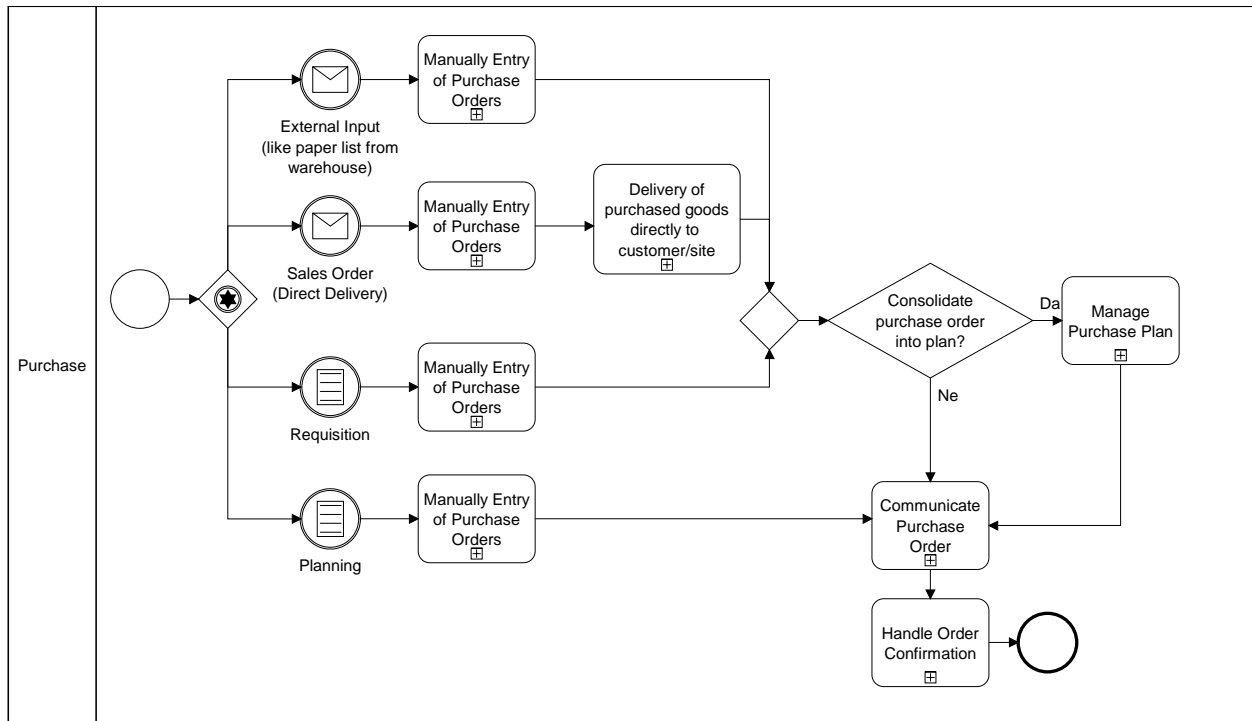 Purchase
Manually Entry
of Purchase
Orders
External Input
(like paper list from
warehouse)
Manually Entry
of Purchase
Orders
Delivery of
purchased goods
directly to
customer/site
Sales Order
(Direct Delivery)
Consolidate
purchase order
into plan?
Da
Manage
Purchase Plan
Ne
Manually Entry
of Purchase
Orders
Requisition
Manually Entry
of Purchase
Orders
Planning
Communicate
Purchase
Order
Handle Order
Confirmation